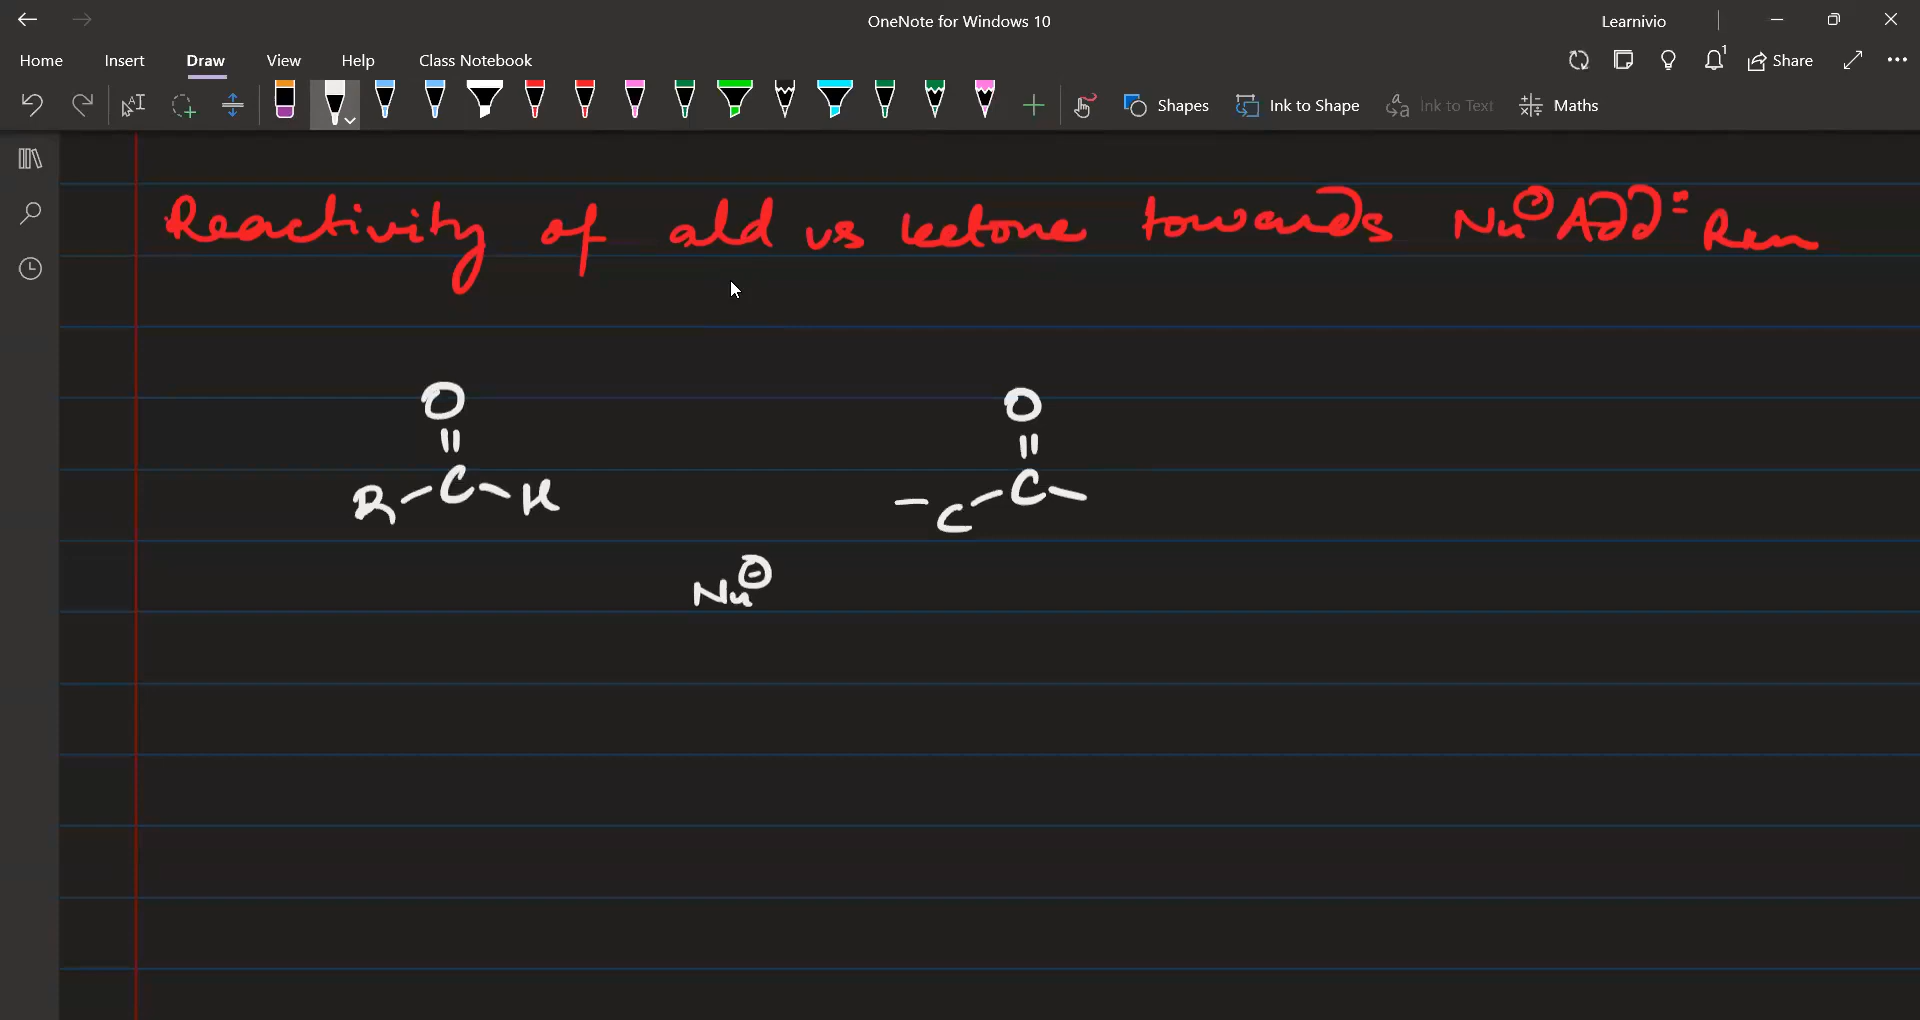 OneNote for Windows 10
Learnivio
Home Insert Draw View Help Class Notebook
1
Share
Shapes Ink to Shape Ink to Text Maths
Reactivity of ald vs ketone towards Nu⊖ Add= Rxn
O O
R-C-H -C-C-
Nu⊖